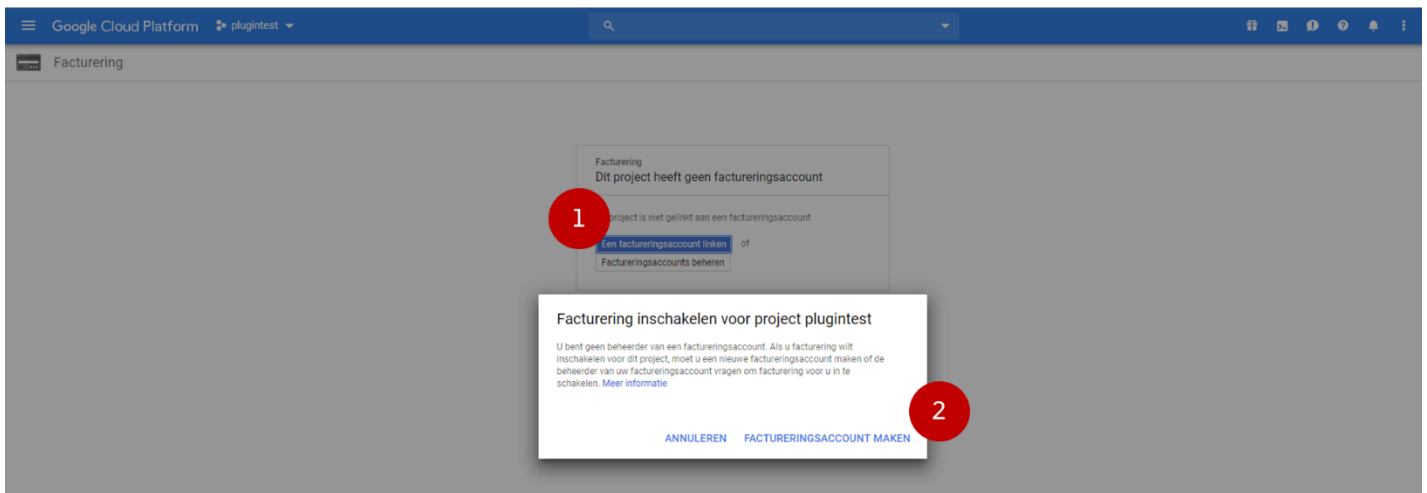 Google Cloud Platform plugintest
Facturering
Facturering
Dit project heeft geen factureringsaccount
1
project is niet gelinkt aan een factureringsaccount
Een factureringsaccount linken of
Factureringsaccounts beheren
Facturering inschakelen voor project plugintest
U bent geen beheerder van een factureringsaccount. Als u facturering wilt
inschakelen voor dit project, moet u een nieuwe factureringsaccount maken of de
beheerder van uw factureringsaccount vragen om facturering voor u in te
schakelen. Meer informatie
2
ANNULEREN FACTURERINGSACCOUNT MAKEN